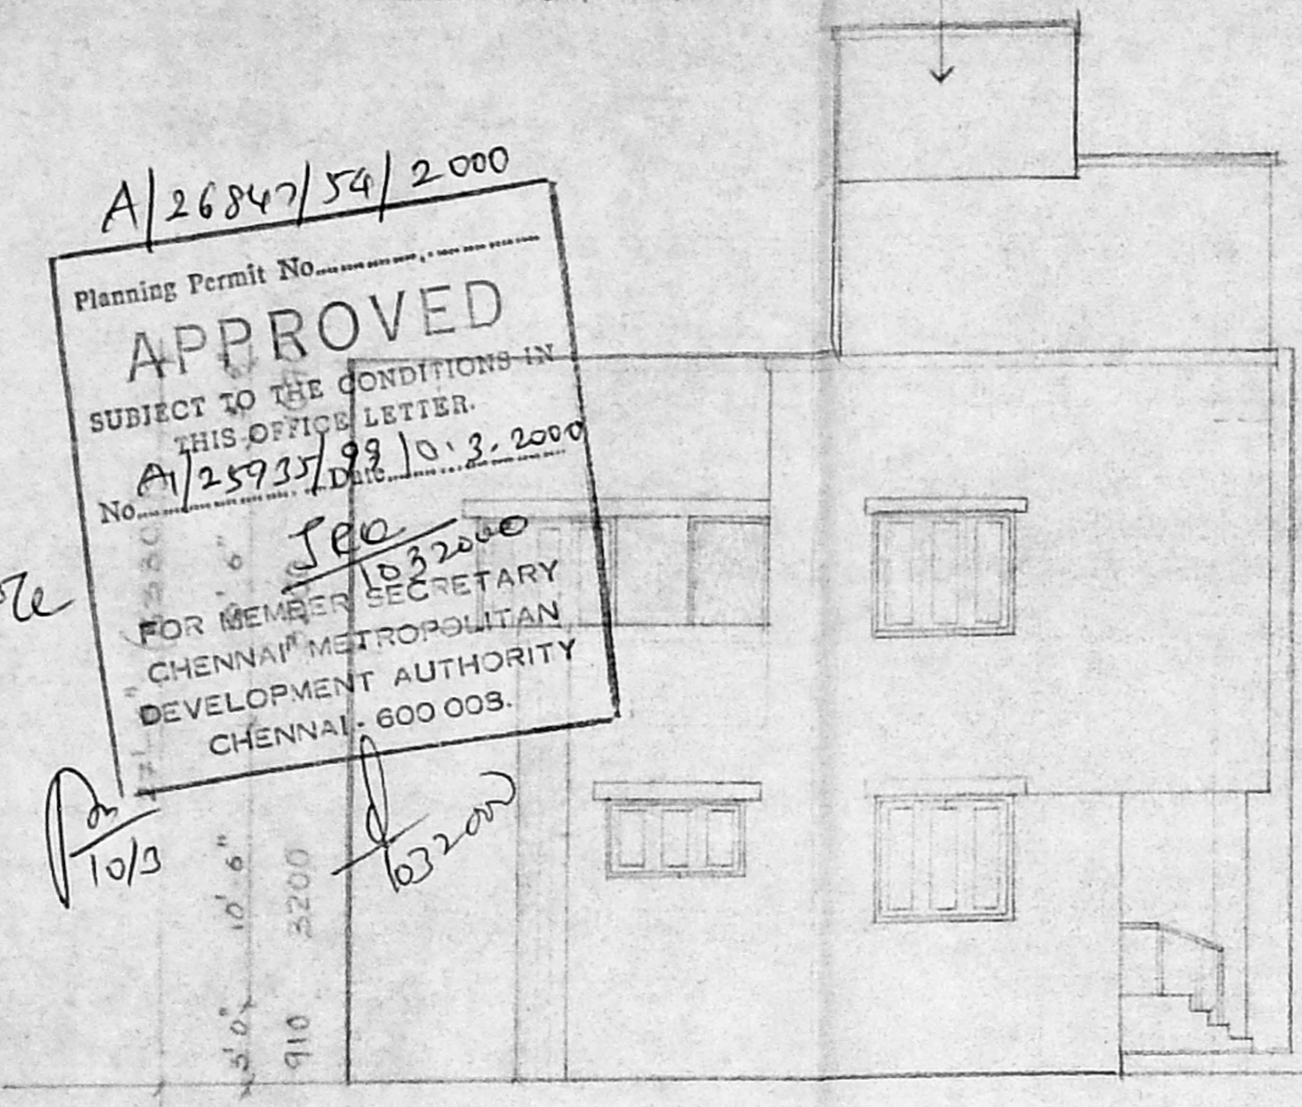 A/26847/54/2000
Planning Permit No.
APPROVED
SUBJECT TO THE CONDITIONS IN
THIS OFFICE LETTER.
No. A1/25935/99 Date 10.3.2000
10 3 2000
FOR MEMBER SECRETARY
CHENNAI METROPOLITAN
DEVELOPMENT AUTHORITY
CHENNAI - 600 003.
10/3
10 3 2000
10' 6"
3200
3' 0"
910